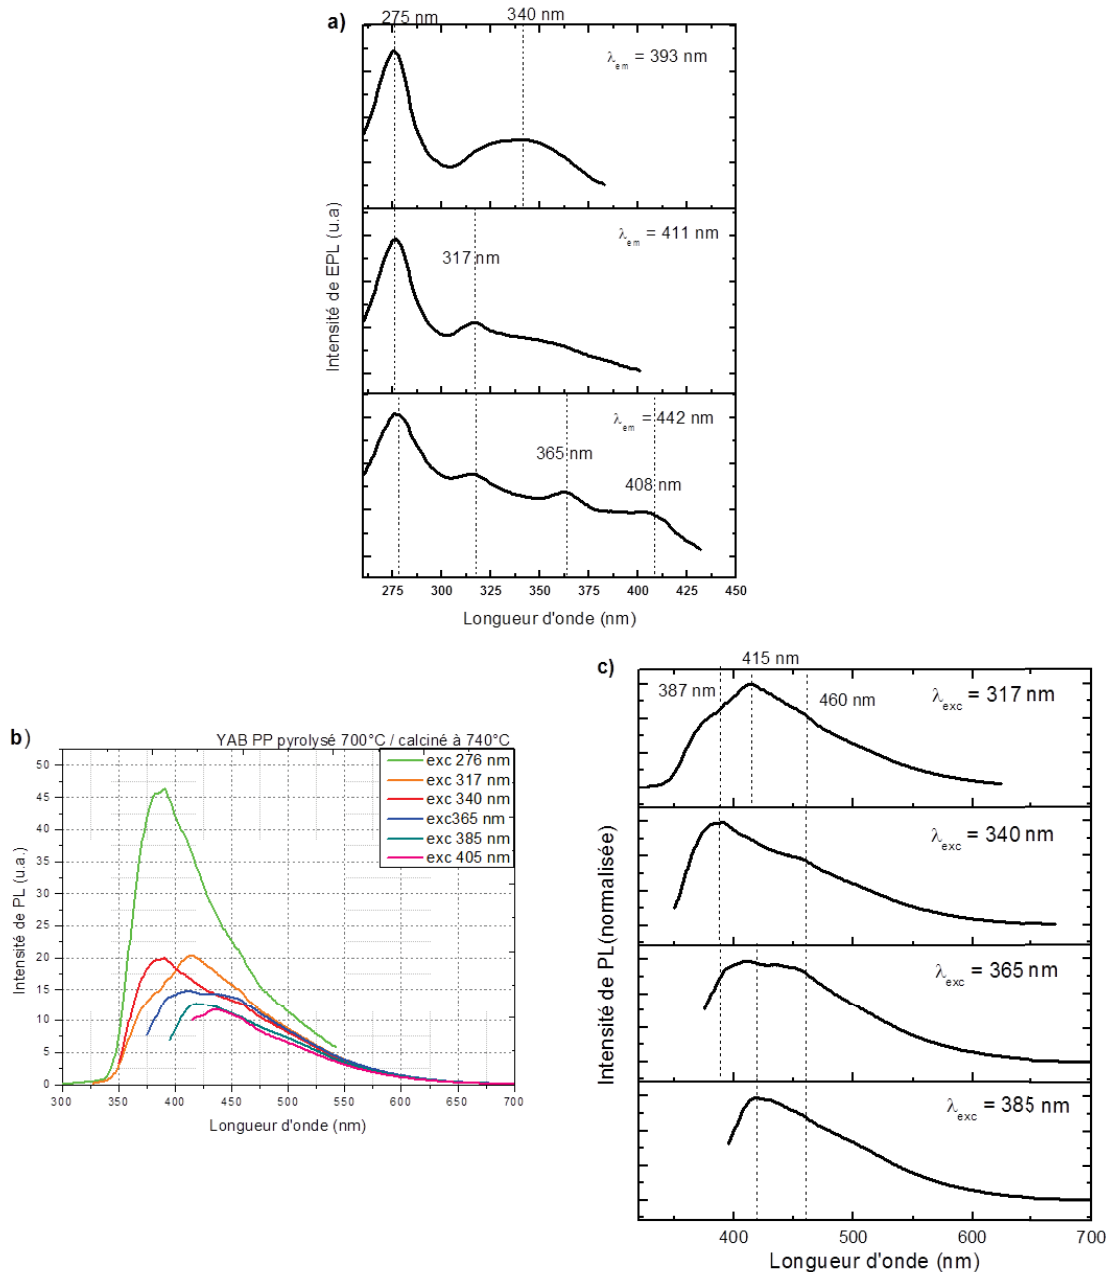 a)
275 nm
340 nm
λem = 393 nm
λem = 411 nm
317 nm
λem = 442 nm
365 nm
408 nm
Intensité de EPL (u.a)
275 300 325 350 375 400 425 450
Longueur d'onde (nm)
b)
YAB PP pyrolysé 700°C / calciné à 740°C
exc 276 nm
exc 317 nm
exc 340 nm
exc365 nm
exc 385 nm
exc 405 nm
50
45
40
35
30
25
20
15
10
5
0
Intensité de PL (u.a.)
300 350 400 450 500 550 600 650 700
Longueur d'onde (nm)
c)
415 nm
387 nm
460 nm
λexc = 317 nm
λexc = 340 nm
λexc = 365 nm
λexc = 385 nm
Intensité de PL(normalisée)
400 500 600 700
Longueur d'onde (nm)